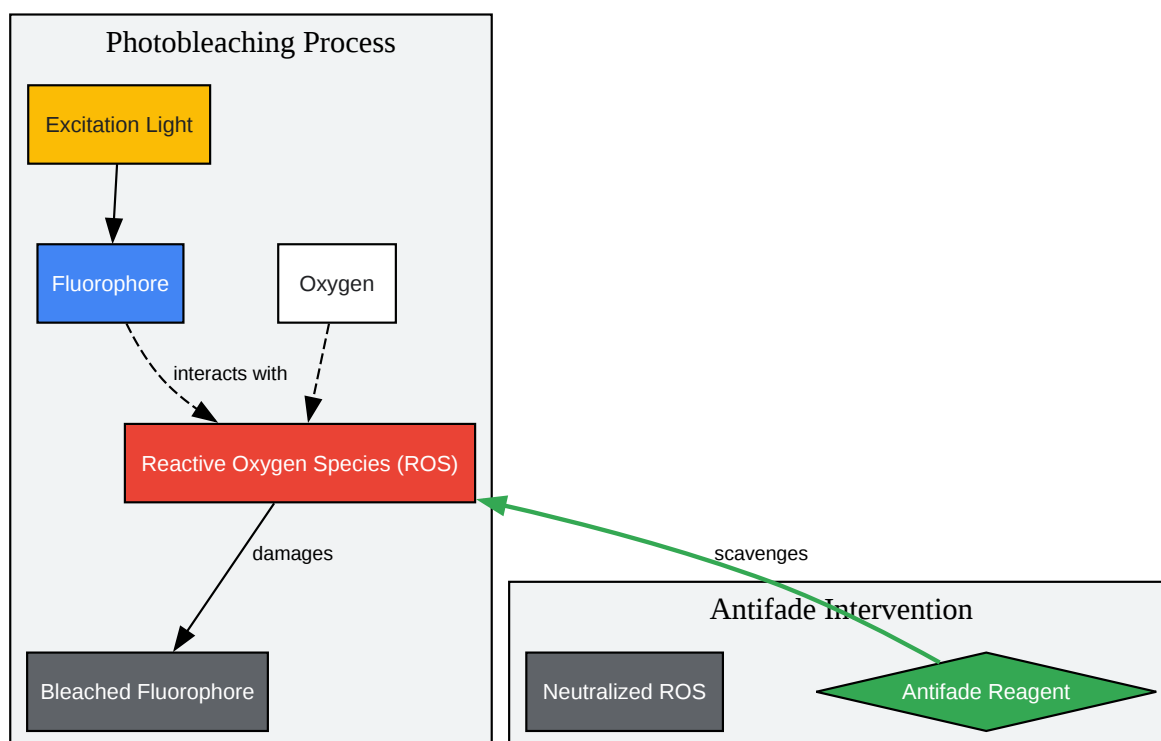 Photobleaching Process
Excitation Light
Fluorophore
Oxygen
interacts with
Reactive Oxygen Species (ROS)
damages
scavenges
Bleached Fluorophore
Antifade Intervention
Neutralized ROS
Antifade Reagent